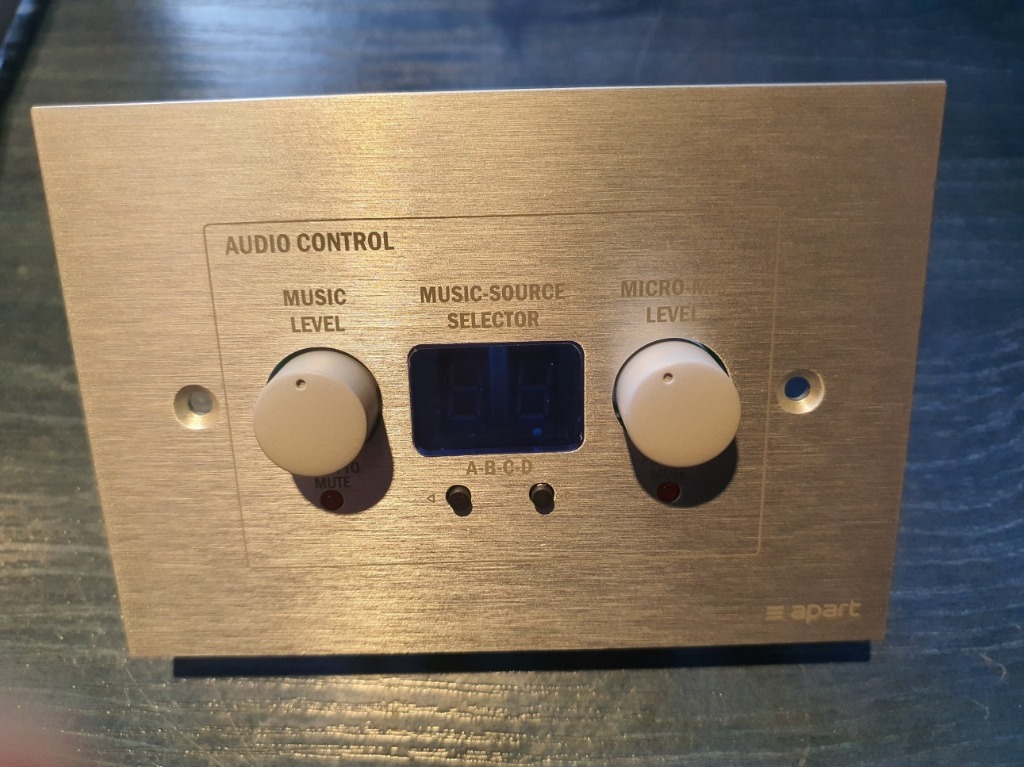 AUDIO CONTROL
MUSIC
LEVEL
MUSIC-SOURCE
SELECTOR
LEVEL
A-B-C-D
MUTE
apart